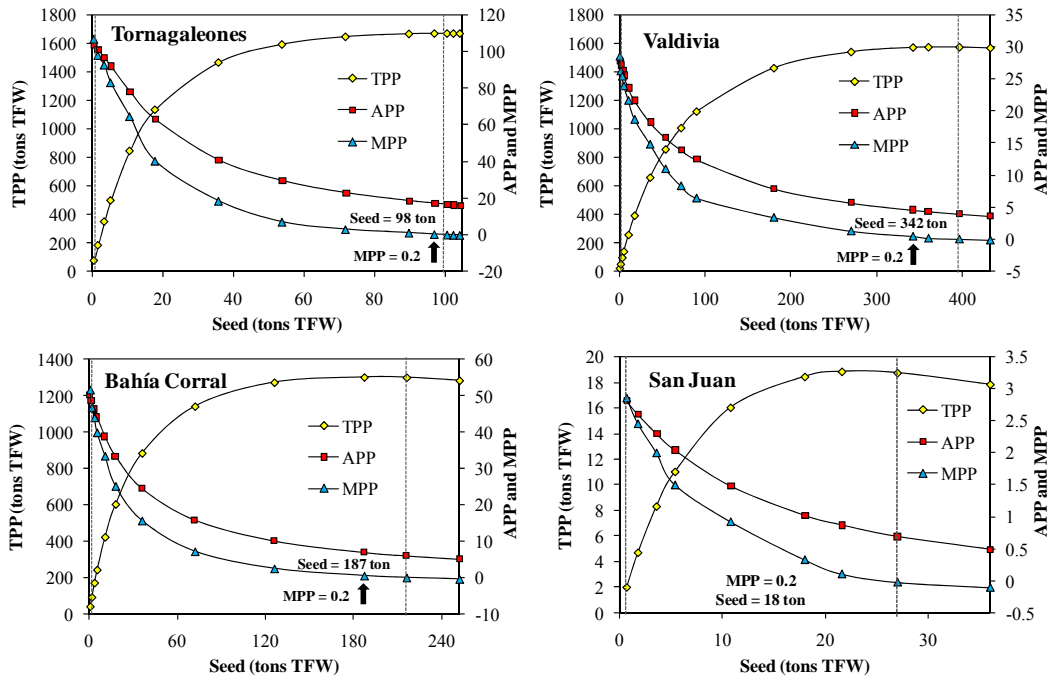 Tornagaleones
TPP (tons TFW)
1800
1600
1400
1200
1000
800
600
400
200
0
TPP
APP
MPP
Seed = 98 ton
MPP = 0.2
120
100
80
60
40
20
0
-20
APP and MPP
0 20 40 60 80 100
Seed (tons TFW)
Valdivia
TPP (tons TFW)
1800
1600
1400
1200
1000
800
600
400
200
0
TPP
APP
MPP
Seed = 342 ton
MPP = 0.2
35
30
25
20
15
10
5
0
-5
APP and MPP
0 100 200 300 400
Seed (tons TFW)
Bahía Corral
TPP (tons TFW)
1400
1200
1000
800
600
400
200
0
TPP
APP
MPP
Seed = 187 ton
MPP = 0.2
60
50
40
30
20
10
0
-10
APP and MPP
0 60 120 180 240
Seed (tons TFW)
San Juan
TPP (tons TFW)
20
18
16
14
12
10
8
6
4
2
0
TPP
APP
MPP
MPP = 0.2
Seed = 18 ton
3.5
3
2.5
2
1.5
1
0.5
0
-0.5
APP and MPP
0 10 20 30
Seed (tons TFW)